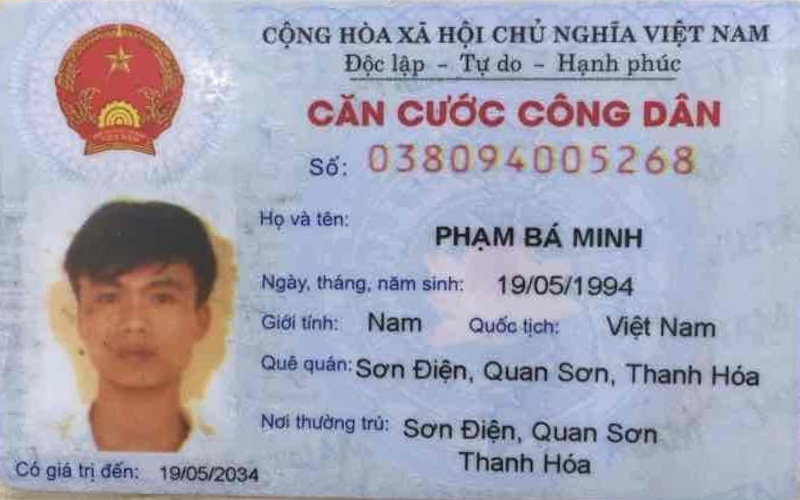 CỘNG HÒA XÃ HỘI CHỦ NGHĨA VIỆT NAM
Độc lập - Tự do - Hạnh phúc
CĂN CƯỚC CÔNG DÂN
Số: 038094005268
Họ và tên: PHẠM BÁ MINH
Ngày, tháng, năm sinh: 19/05/1994
Giới tính: Nam Quốc tịch: Việt Nam
Quê quán: Sơn Điện, Quan Sơn, Thanh Hóa
Nơi thường trú: Sơn Điện, Quan Sơn
Thanh Hóa
Có giá trị đến: 19/05/2034